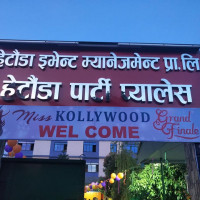 हेटौंडा इभेन्ट म्यानेजमेन्ट प्रा.लि
हेटौंडा पार्टी प्यालेस
Miss KOLLYWOOD Grand
WEL COME Finale